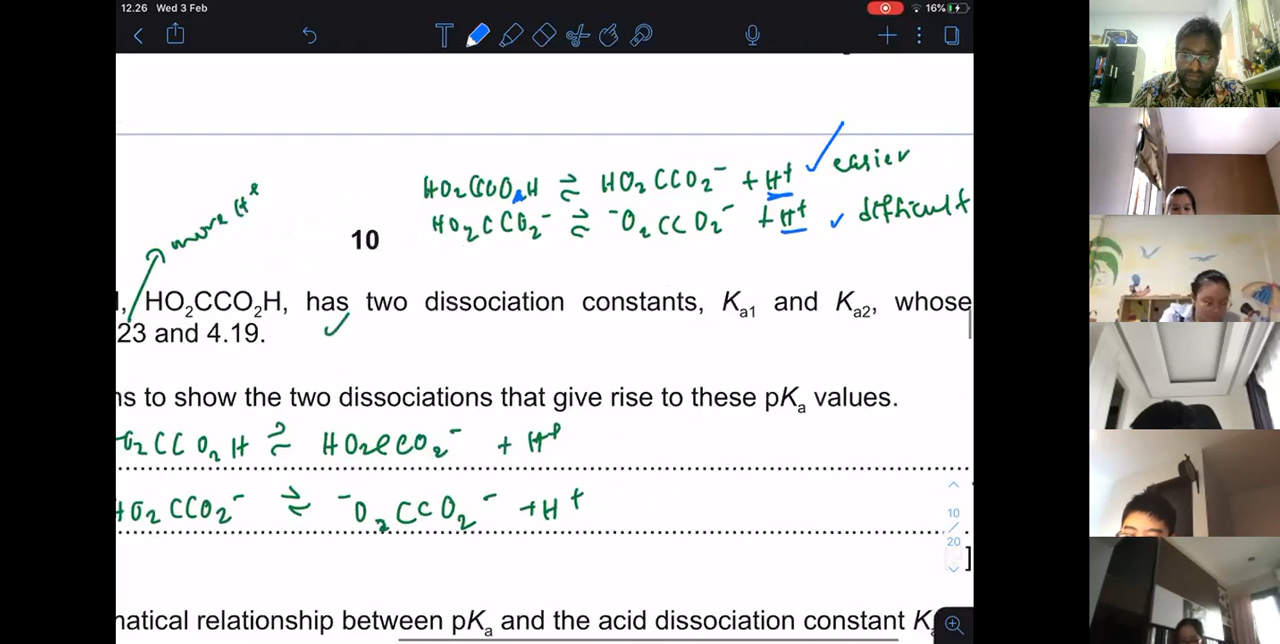 12.26 Wed 3 Feb
16%
T
HO2CCO2H ⇌ HO2CCO2⁻ + H⁺ easier
HO2CCO2⁻ ⇌ ⁻O2CCO2⁻ + H⁺ difficult
more H⁺
10
, HO₂CCO₂H, has two dissociation constants, Kₐ₁ and Kₐ₂, whose
23 and 4.19.
ns to show the two dissociations that give rise to these pKₐ values.
O2CCO2H ⇌ HO2CCO2⁻ + H⁺
HO2CCO2⁻ ⇌ ⁻O2CCO2⁻ + H⁺
10
/
20
]
natical relationship between pKₐ and the acid dissociation constant K